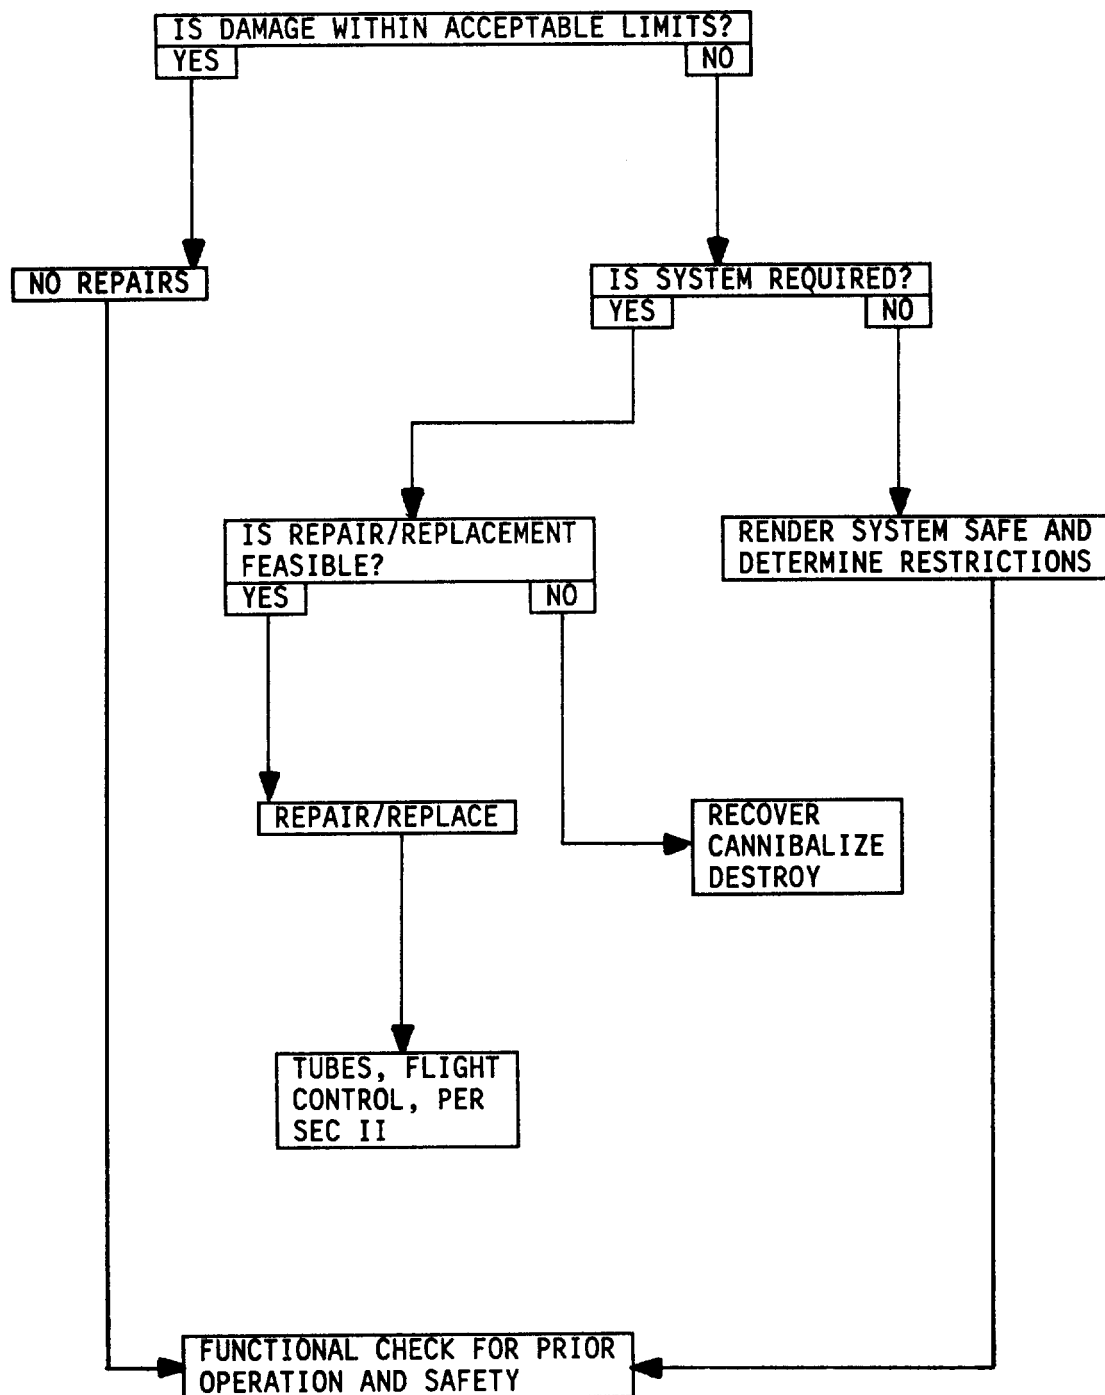 IS DAMAGE WITHIN ACCEPTABLE LIMITS?
YES
NO
NO REPAIRS
IS SYSTEM REQUIRED?
YES
NO
IS REPAIR/REPLACEMENT
FEASIBLE?
YES
NO
RENDER SYSTEM SAFE AND
DETERMINE RESTRICTIONS
REPAIR/REPLACE
RECOVER
CANNIBALIZE
DESTROY
TUBES, FLIGHT
CONTROL, PER
SEC II
FUNCTIONAL CHECK FOR PRIOR
OPERATION AND SAFETY